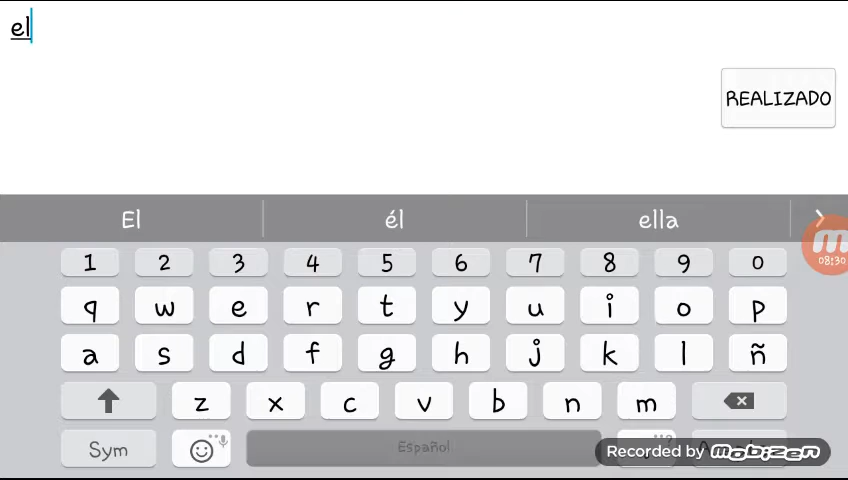 el
REALIZADO
El él ella
1 2 3 4 5 6 7 8 9 0
08:30
q w e r t y u i o p
a s d f g h j k l ñ
z x c v b n m
Sym Español
Recorded by mobizen